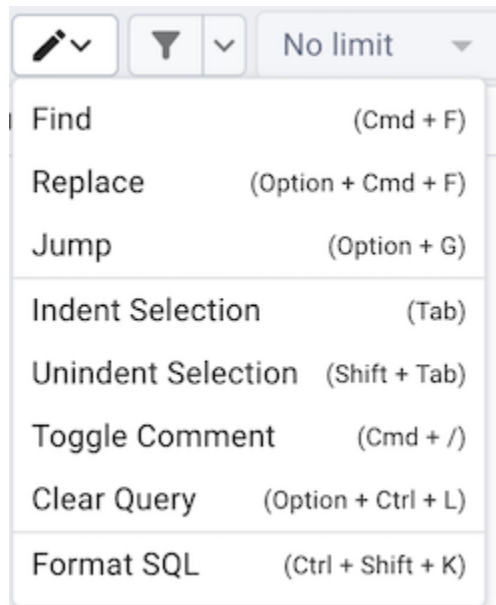 No limit
Find (Cmd + F)
Replace (Option + Cmd + F)
Jump (Option + G)
Indent Selection (Tab)
Unindent Selection (Shift + Tab)
Toggle Comment (Cmd + /)
Clear Query (Option + Ctrl + L)
Format SQL (Ctrl + Shift + K)